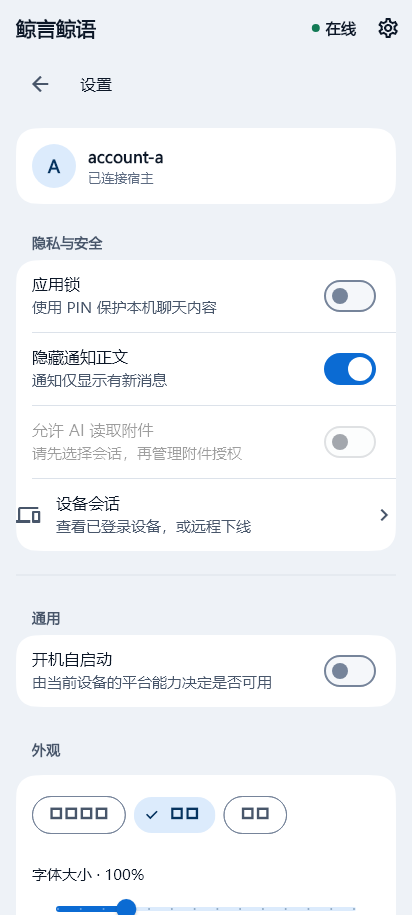 鲸言鲸语
在线
设置
A
account-a
已连接宿主
隐私与安全
应用锁
使用 PIN 保护本机聊天内容
隐藏通知正文
通知仅显示有新消息
允许 AI 读取附件
请先选择会话，再管理附件授权
设备会话
查看已登录设备，或远程下线
通用
开机自启动
由当前设备的平台能力决定是否可用
外观
字体大小 · 100%